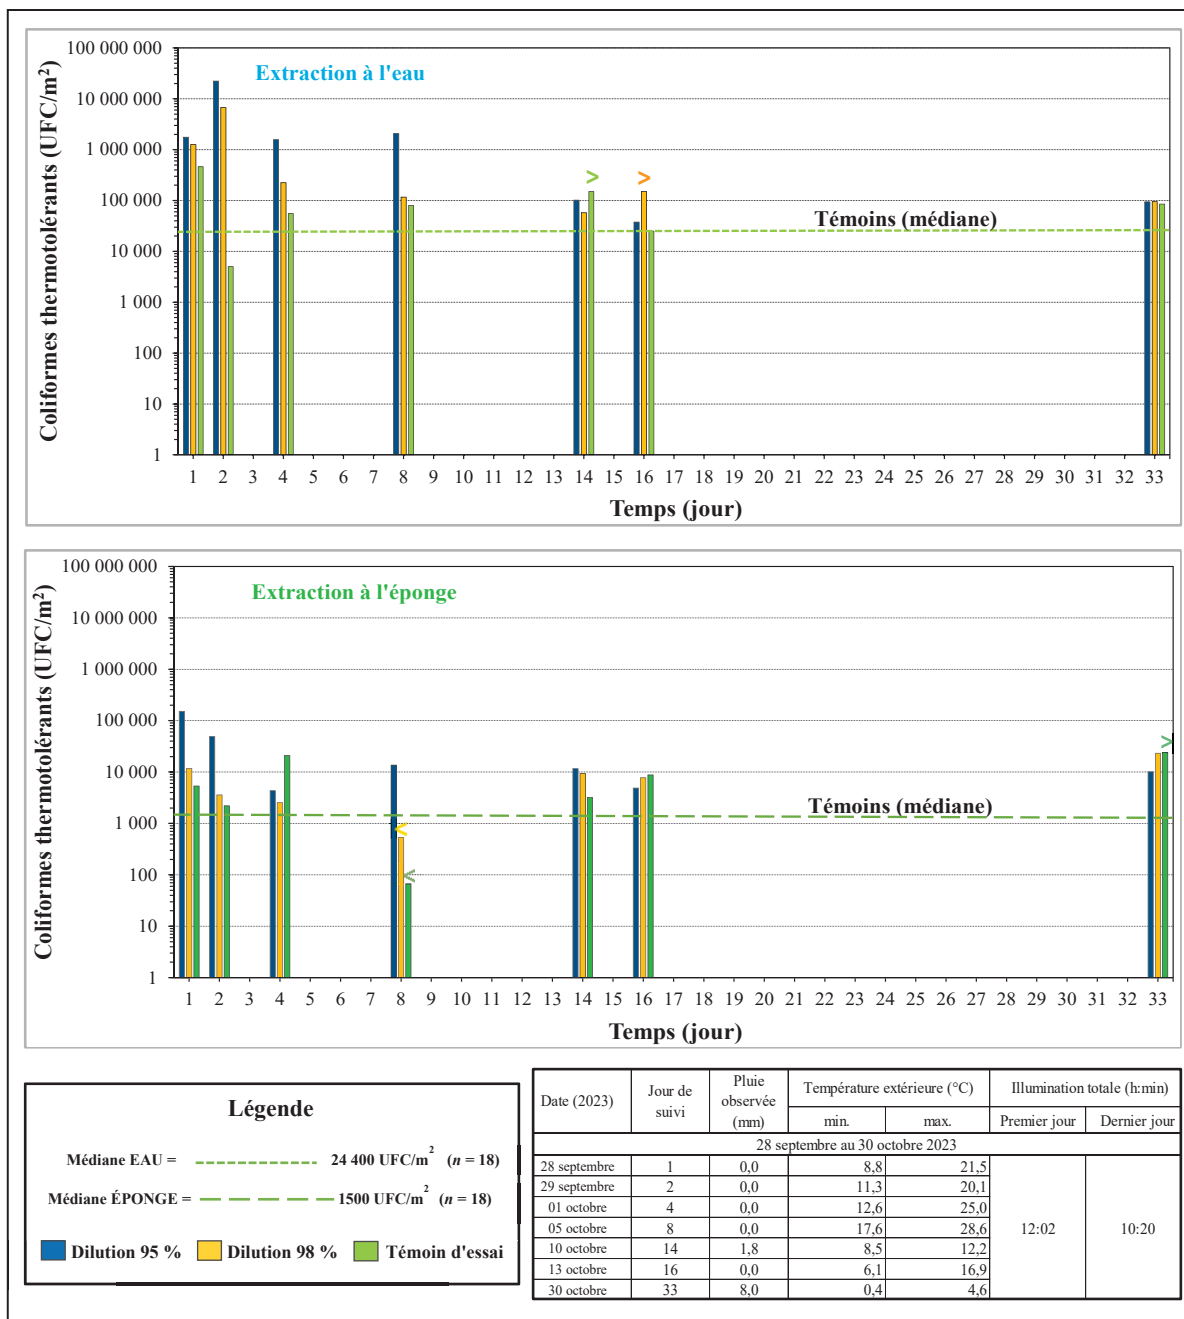 100 000 000
Extraction à l'eau
10 000 000
1 000 000
>
>
100 000
Témoins (médiane)
10 000
1 000
100
10
1
Coliformes thermotolérants (UFC/m²)
1 2 3 4 5 6 7 8 9 10 11 12 13 14 16 17 18 19 20 21 22 23 24 25 26 27 28 29 30 31 32 33
Temps (jour)
100 000 000
Extraction à l'éponge
10 000 000
1 000 000
100 000
>
10 000
Témoins (médiane)
1 000
<
100
<
10
1
Coliformes thermotolérants (UFC/m²)
1 2 3 4 5 6 7 8 9 10 11 12 13 14 16 17 18 19 20 21 22 23 24 25 26 27 28 29 30 31 32 33
Temps (jour)
Légende
Médiane EAU = 24 400 UFC/m² (n = 18)
Médiane ÉPONGE = 1500 UFC/m² (n = 18)
Dilution 95 % Dilution 98 % Témoin d'essai
Date (2023) Jour de suivi Pluie observée (mm) Température extérieure (°C) Illumination totale (h:min)
min. max. Premier jour Dernier jour
28 septembre au 30 octobre 2023
28 septembre 1 0,0 8,8 21,5
29 septembre 2 0,0 11,3 20,1
01 octobre 4 0,0 12,6 25,0
05 octobre 8 0,0 17,6 28,6 12:02 10:20
10 octobre 14 1,8 8,5 12,2
13 octobre 16 0,0 6,1 16,9
30 octobre 33 8,0 0,4 4,6